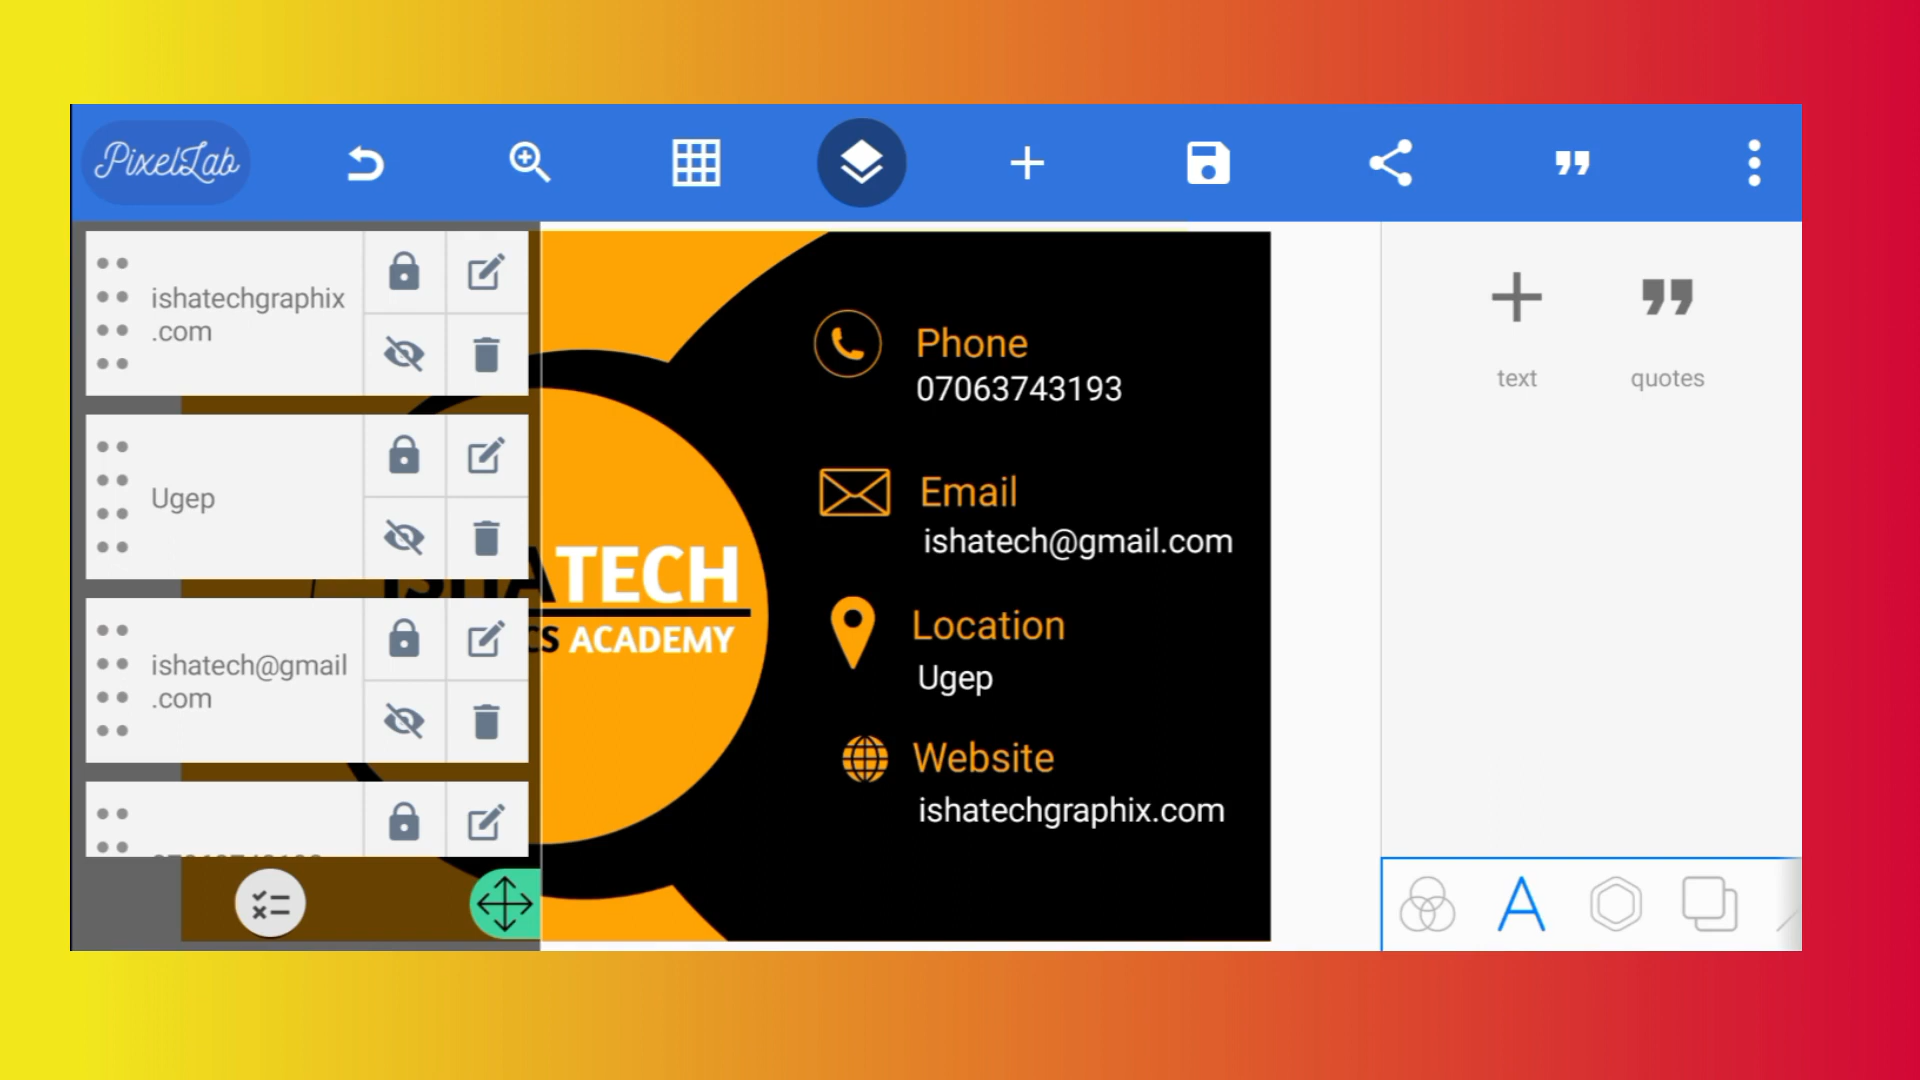 PixelLab
ishatechgraphix
.com
Ugep
ishatech@gmail
.com
TECH
CS ACADEMY
Phone
07063743193
Email
ishatech@gmail.com
Location
Ugep
Website
ishatechgraphix.com
text
quotes